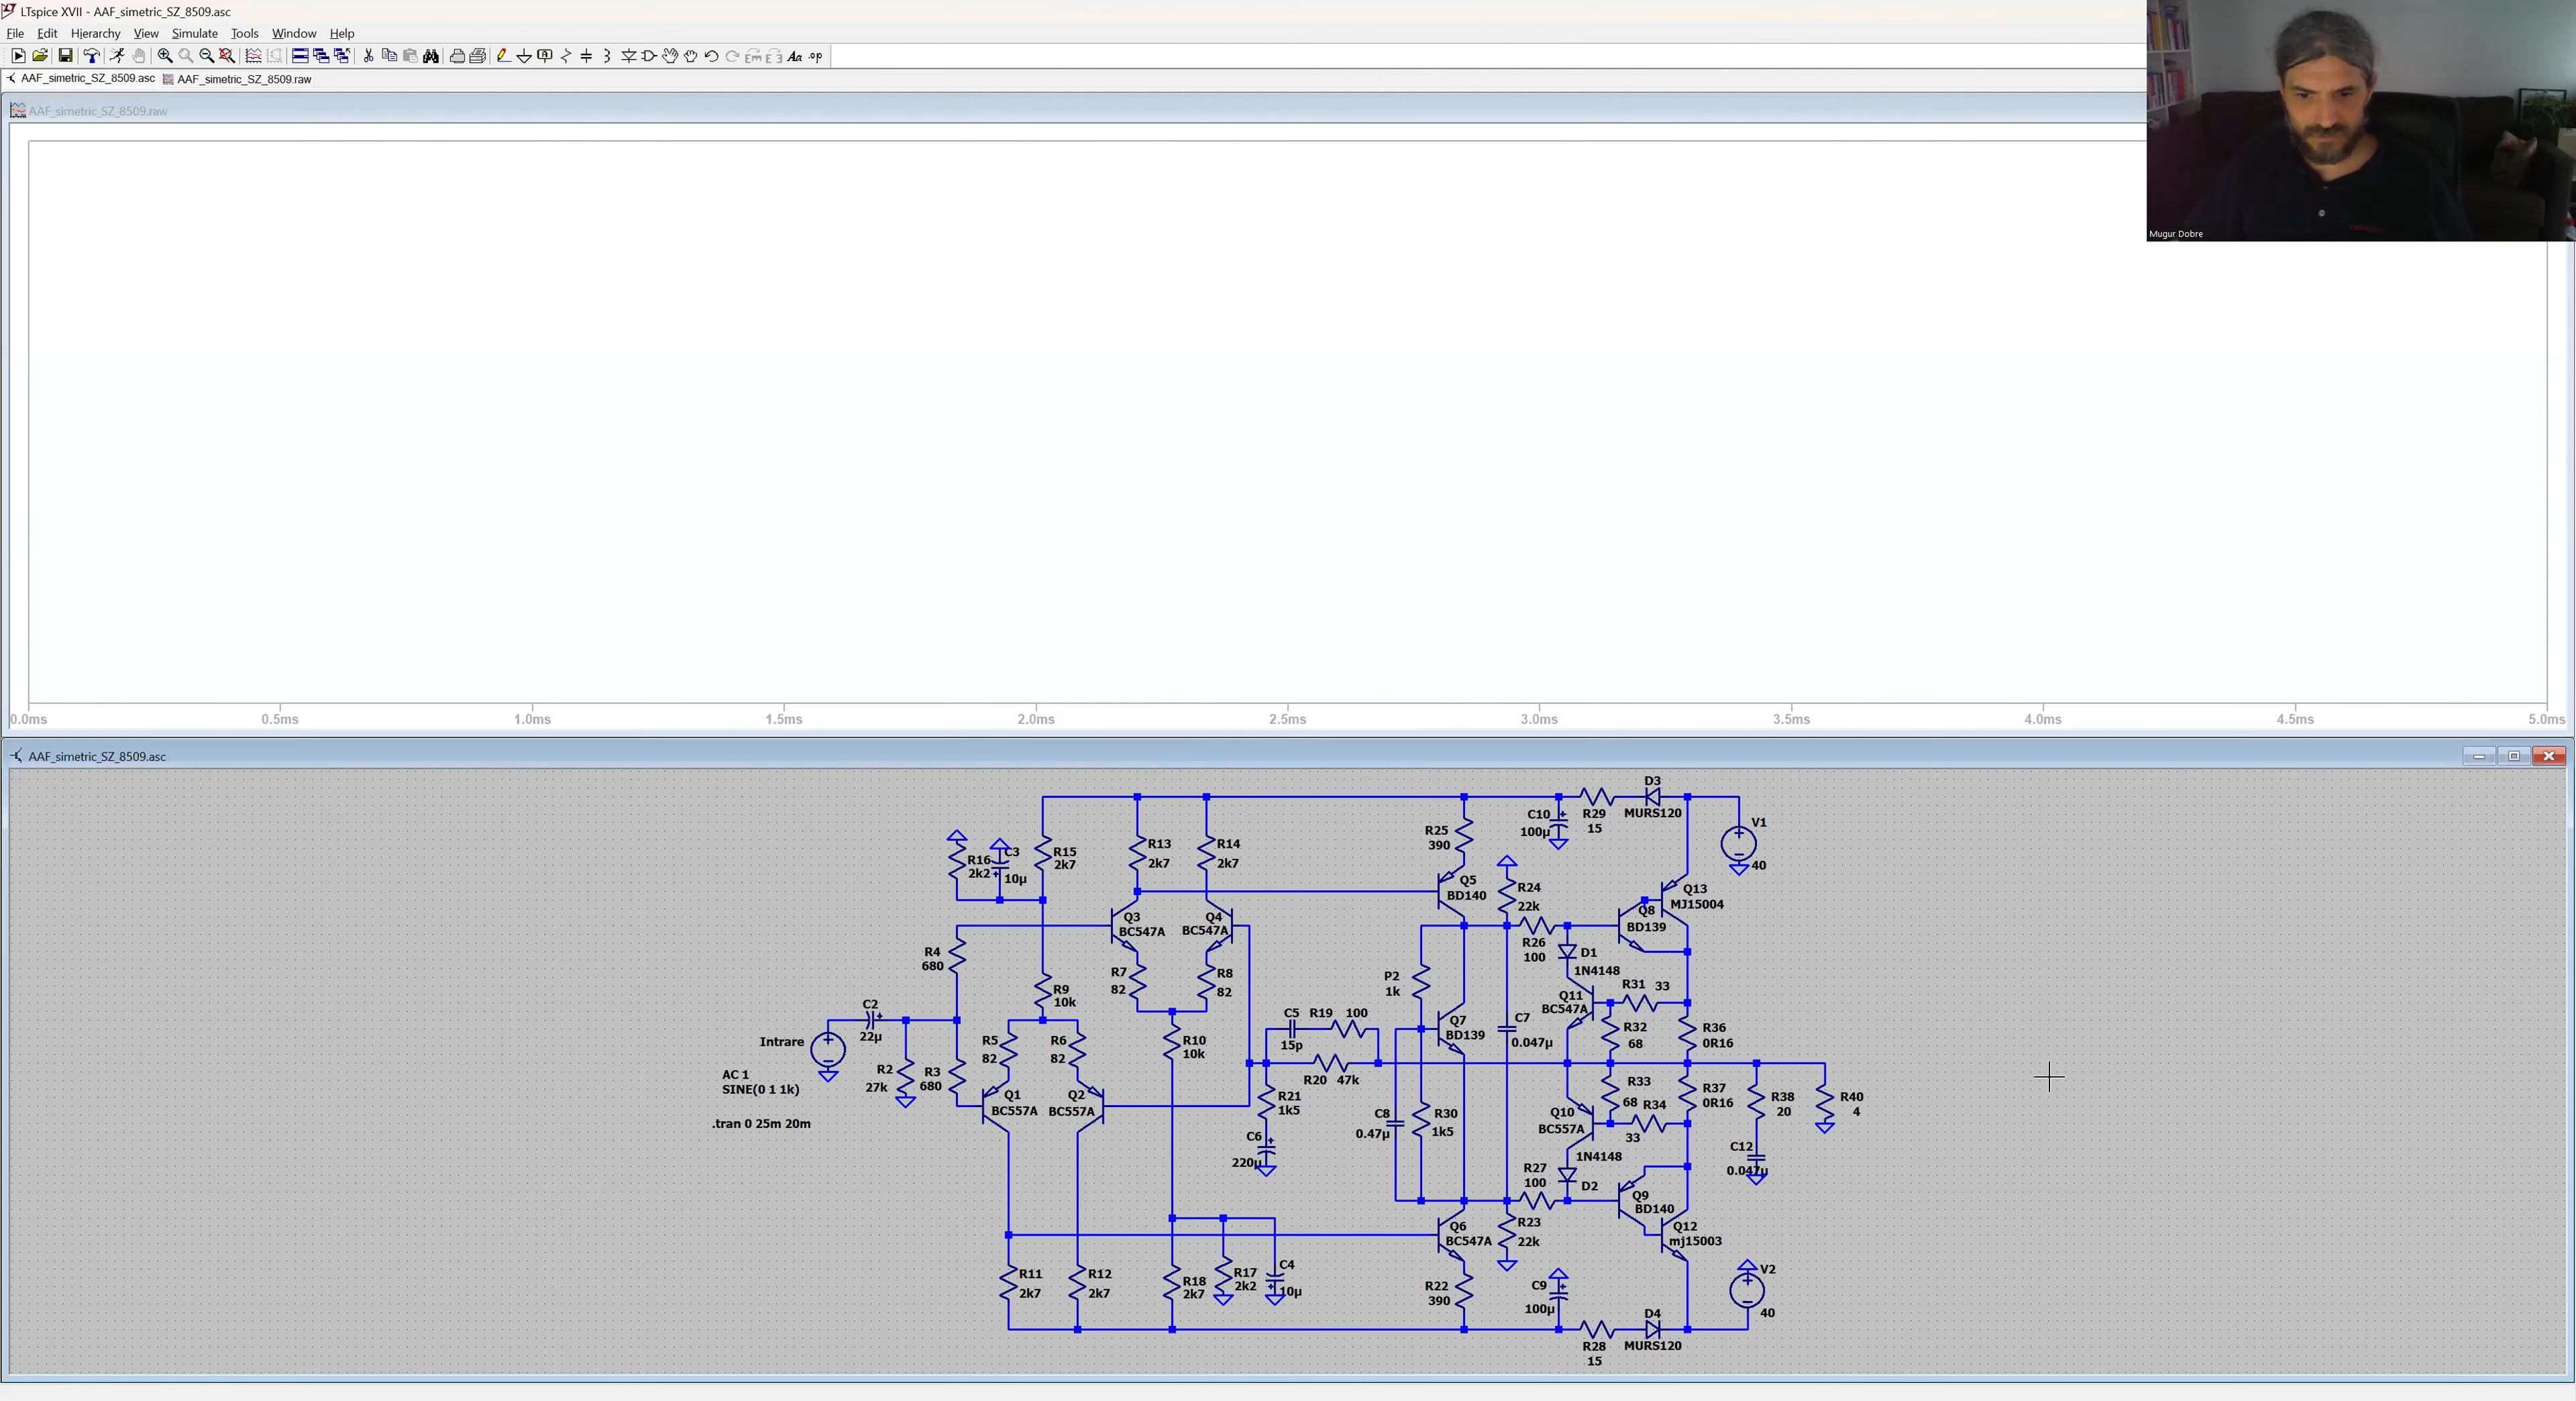 LTspice XVII - AAF_simetric_SZ_8509.asc
File Edit Hierarchy View Simulate Tools Window Help
AAF_simetric_SZ_8509.asc AAF_simetric_SZ_8509.raw
AAF_simetric_SZ_8509.raw
Mugur Dobre
0.0ms 0.5ms 1.0ms 1.5ms 2.0ms 2.5ms 3.0ms 3.5ms 4.0ms 4.5ms 5.0ms
AAF_simetric_SZ_8509.asc
D3
MURS120
R29
15
C10
100µ
V1
40
R25
390
R16
2k2
C3
10µ
R15
2k7
R13
2k7
R14
2k7
Q5
BD140
R24
22k
Q13
MJ15004
Q8
BD139
Q3
BC547A
Q4
BC547A
R26
100
D1
1N4148
R4
680
R7
82
R8
82
P2
1k
R9
10k
Q11
BC547A
R31 33
C2
22µ
Intrare
AC 1
SINE(0 1 1k)
.tran 0 25m 20m
R5
82
R6
82
R10
10k
C5 R19 100
15p
R20 47k
Q7
BD139
C7
0.047µ
R32
68
R36
0R16
R2
27k
R3
680
Q1
BC557A
Q2
BC557A
R21
1k5
C6
220µ
C8
0.47µ
R30
1k5
R33
68
R34
33
R37
0R16
Q10
BC557A
1N4148
D2
R38
20
C12
0.047µ
R40
4
R27
100
Q9
BD140
Q6
BC547A
R23
22k
Q12
mj15003
R11
2k7
R12
2k7
R18
2k7
R17
2k2
C4
10µ
R22
390
C9
100µ
V2
40
D4
MURS120
R28
15